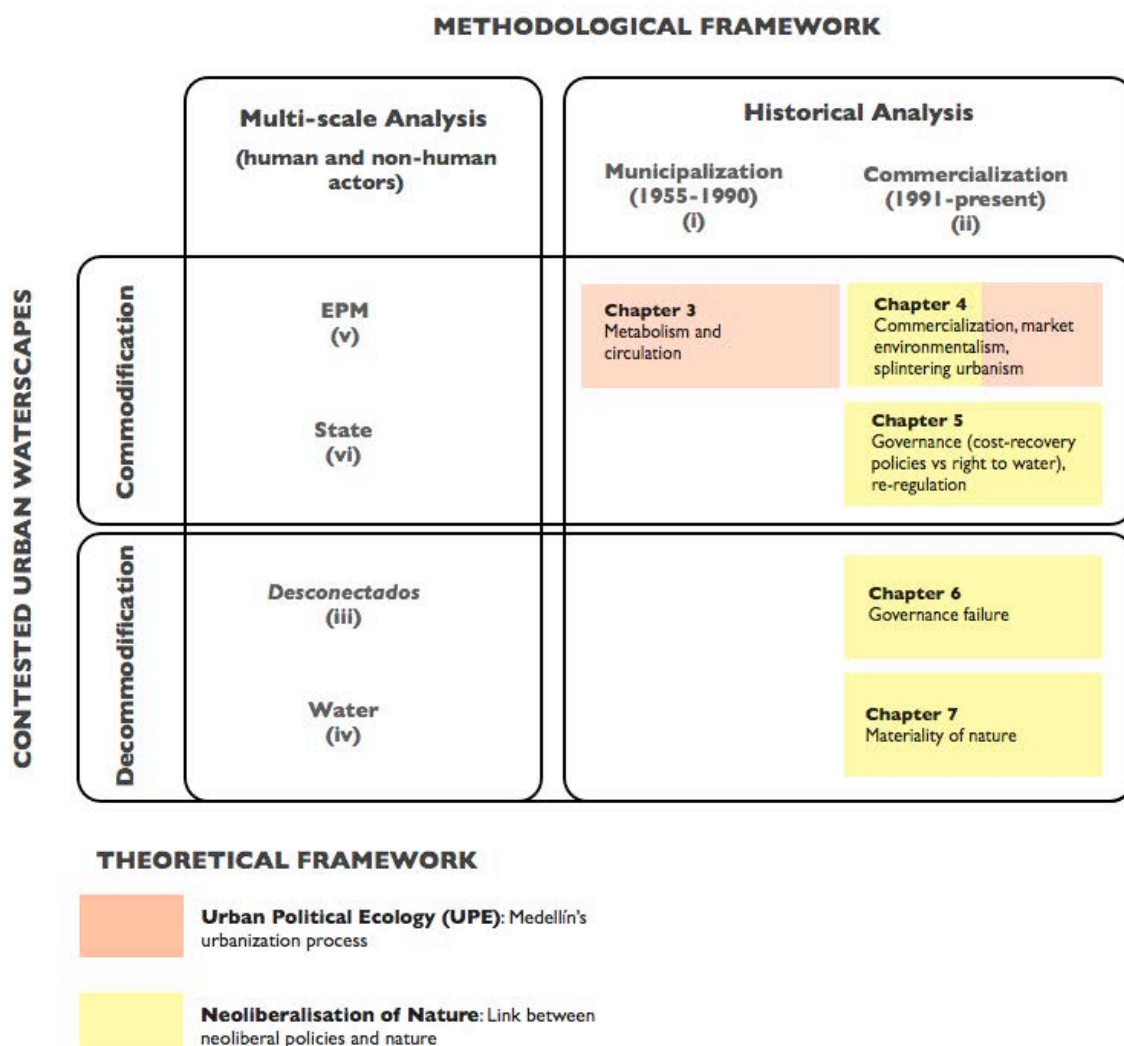 METHODOLOGICAL FRAMEWORK
Multi-scale Analysis
(human and non-human
actors)
Historical Analysis
Municipalization
(1955-1990)
(i)
Commercialization
(1991-present)
(ii)
CONTESTED URBAN WATERSCAPES
Commodification
EPM
(v)
Chapter 3
Metabolism and
circulation
Chapter 4
Commercialization, market
environmentalism,
splintering urbanism
State
(vi)
Chapter 5
Governance (cost-recovery
policies vs right to water),
re-regulation
Decommodification
Desconectados
(iii)
Chapter 6
Governance failure
Water
(iv)
Chapter 7
Materiality of nature
THEORETICAL FRAMEWORK
Urban Political Ecology (UPE): Medellín's
urbanization process
Neoliberalisation of Nature: Link between
neoliberal policies and nature